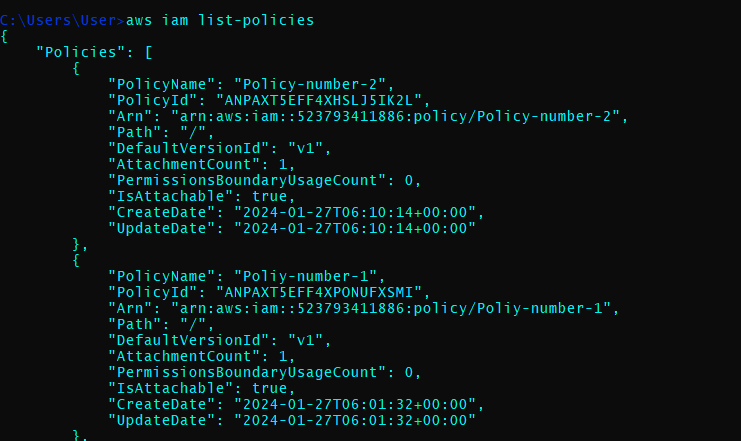 C:\Users\User>aws iam list-policies
{
    "Policies": [
        {
            "PolicyName": "Policy-number-2",
            "PolicyId": "ANPAXT5EFF4XHSLJ5IK2L",
            "Arn": "arn:aws:iam::523793411886:policy/Policy-number-2",
            "Path": "/",
            "DefaultVersionId": "v1",
            "AttachmentCount": 1,
            "PermissionsBoundaryUsageCount": 0,
            "IsAttachable": true,
            "CreateDate": "2024-01-27T06:10:14+00:00",
            "UpdateDate": "2024-01-27T06:10:14+00:00"
        },
        {
            "PolicyName": "Poliy-number-1",
            "PolicyId": "ANPAXT5EFF4XPONUFXSMI",
            "Arn": "arn:aws:iam::523793411886:policy/Poliy-number-1",
            "Path": "/",
            "DefaultVersionId": "v1",
            "AttachmentCount": 1,
            "PermissionsBoundaryUsageCount": 0,
            "IsAttachable": true,
            "CreateDate": "2024-01-27T06:01:32+00:00",
            "UpdateDate": "2024-01-27T06:01:32+00:00"
        },